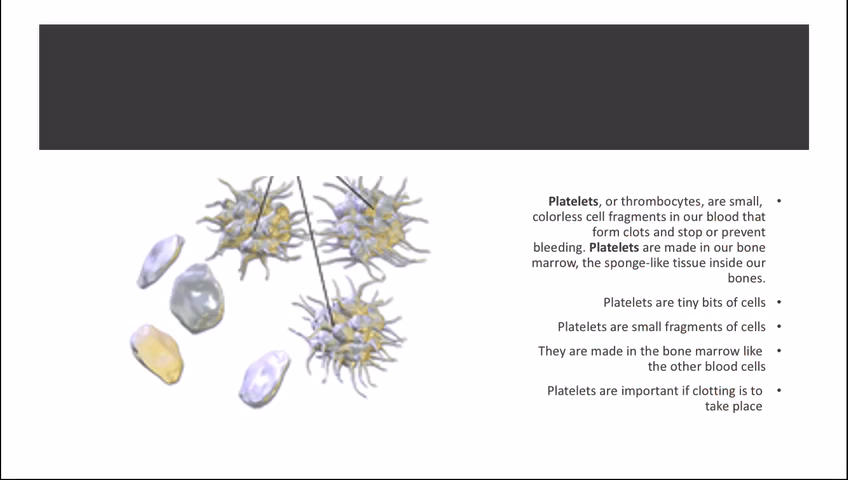 Platelets, or thrombocytes, are small, •
colorless cell fragments in our blood that
form clots and stop or prevent
bleeding. Platelets are made in our bone
marrow, the sponge-like tissue inside our
bones.
Platelets are tiny bits of cells •
Platelets are small fragments of cells •
They are made in the bone marrow like •
the other blood cells
Platelets are important if clotting is to •
take place